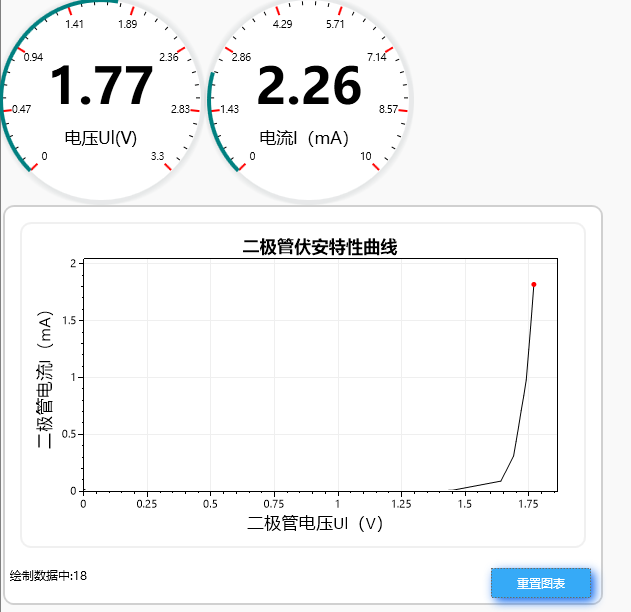 1.41 1.89 4.29 5.71
0.94 2.36 2.86 7.14
1.77 2.26
0.47 2.83 1.43 8.57
电压UI(V) 电流I（mA）
0 3.3 0 10
二极管伏安特性曲线
2
1.5
1
0.5
0
二极管电流I（mA）
0 0.25 0.5 0.75 1 1.25 1.5 1.75
二极管电压UI（V）
绘制数据中:18
重置图表